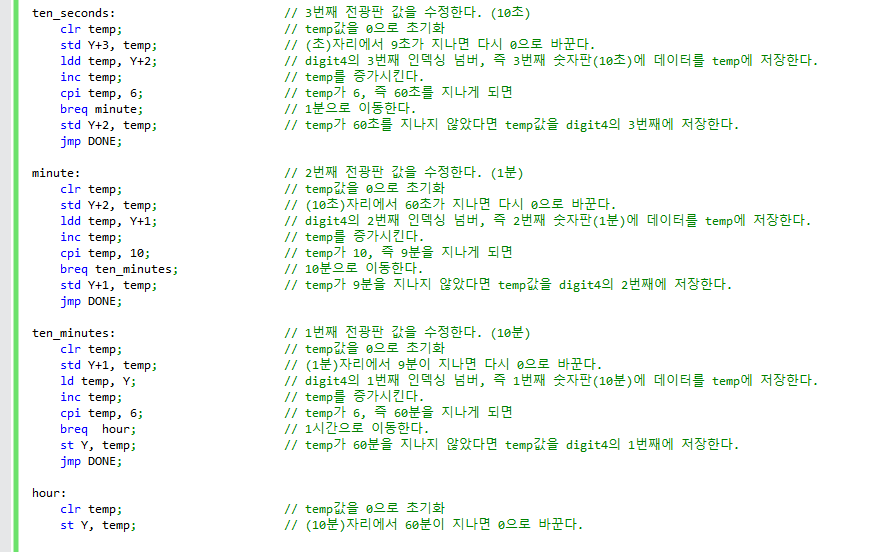 ten_seconds: // 3번째 전광판 값을 수정한다. (10초)
clr temp; // temp값을 0으로 초기화
std Y+3, temp; // (초)자리에서 9초가 지나면 다시 0으로 바꾼다.
ldd temp, Y+2; // digit4의 3번째 인덱싱 넘버, 즉 3번째 숫자판(10초)에 데이터를 temp에 저장한다.
inc temp; // temp를 증가시킨다.
cpi temp, 6; // temp가 6, 즉 60초를 지나게 되면
breq minute; // 1분으로 이동한다.
std Y+2, temp; // temp가 60초를 지나지 않았다면 temp값을 digit4의 3번째에 저장한다.
jmp DONE;
minute: // 2번째 전광판 값을 수정한다. (1분)
clr temp; // temp값을 0으로 초기화
std Y+2, temp; // (10초)자리에서 60초가 지나면 다시 0으로 바꾼다.
ldd temp, Y+1; // digit4의 2번째 인덱싱 넘버, 즉 2번째 숫자판(1분)에 데이터를 temp에 저장한다.
inc temp; // temp를 증가시킨다.
cpi temp, 10; // temp가 10, 즉 9분을 지나게 되면
breq ten_minutes; // 10분으로 이동한다.
std Y+1, temp; // temp가 9분을 지나지 않았다면 temp값을 digit4의 2번째에 저장한다.
jmp DONE;
ten_minutes: // 1번째 전광판 값을 수정한다. (10분)
clr temp; // temp값을 0으로 초기화
std Y+1, temp; // (1분)자리에서 9분이 지나면 다시 0으로 바꾼다.
ld temp, Y; // digit4의 1번째 인덱싱 넘버, 즉 1번째 숫자판(10분)에 데이터를 temp에 저장한다.
inc temp; // temp를 증가시킨다.
cpi temp, 6; // temp가 6, 즉 60분을 지나게 되면
breq  hour; // 1시간으로 이동한다.
st Y, temp; // temp가 60분을 지나지 않았다면 temp값을 digit4의 1번째에 저장한다.
jmp DONE;
hour:
clr temp; // temp값을 0으로 초기화
st Y, temp; // (10분)자리에서 60분이 지나면 0으로 바꾼다.